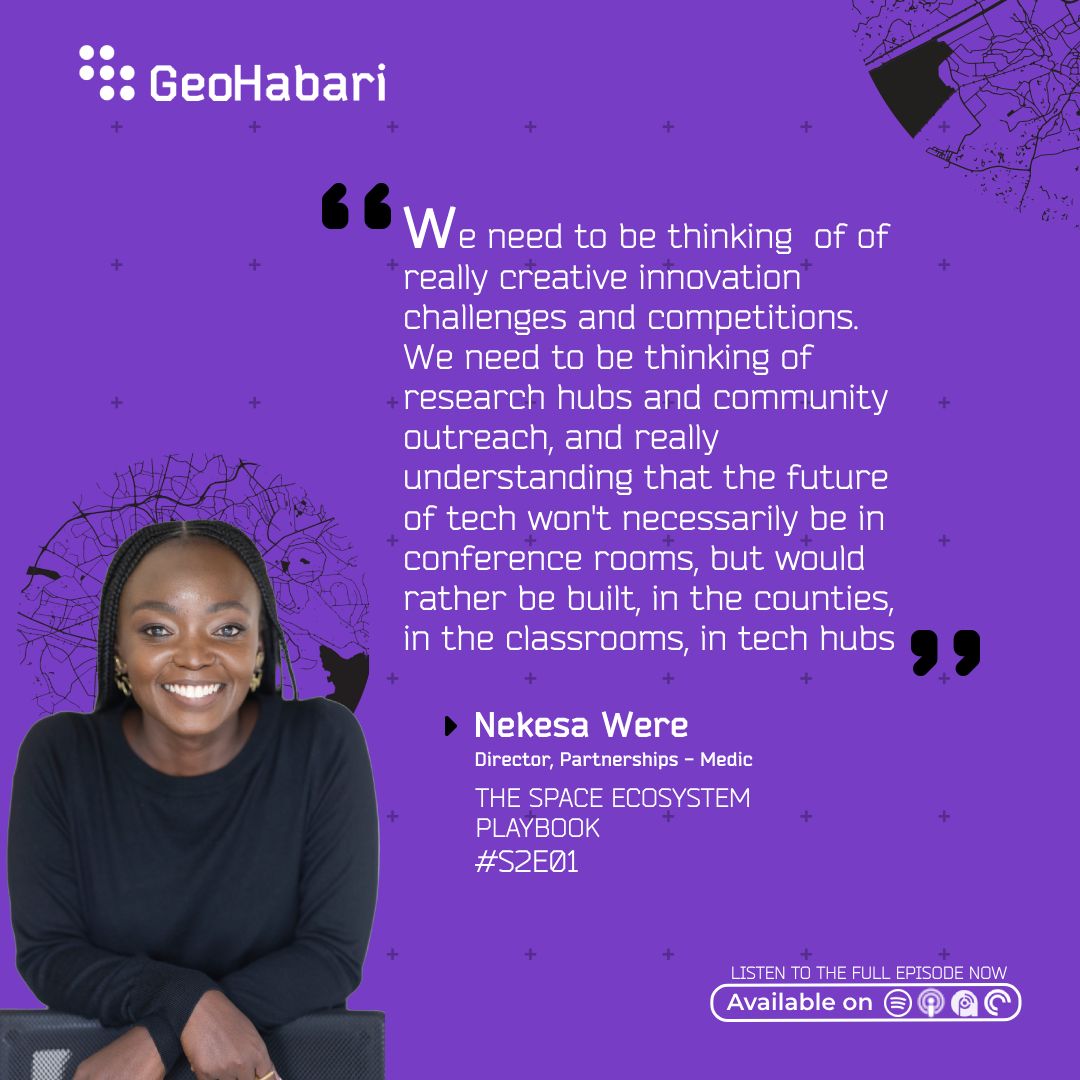 GeoHabari
“We need to be thinking  of of
really creative innovation
challenges and competitions.
We need to be thinking of
research hubs and community
outreach, and really
understanding that the future
of tech won't necessarily be in
conference rooms, but would
rather be built, in the counties,
in the classrooms, in tech hubs”
Nekesa Were
Director, Partnerships - Medic
THE SPACE ECOSYSTEM
PLAYBOOK
#S2E01
LISTEN TO THE FULL EPISODE NOW
Available on